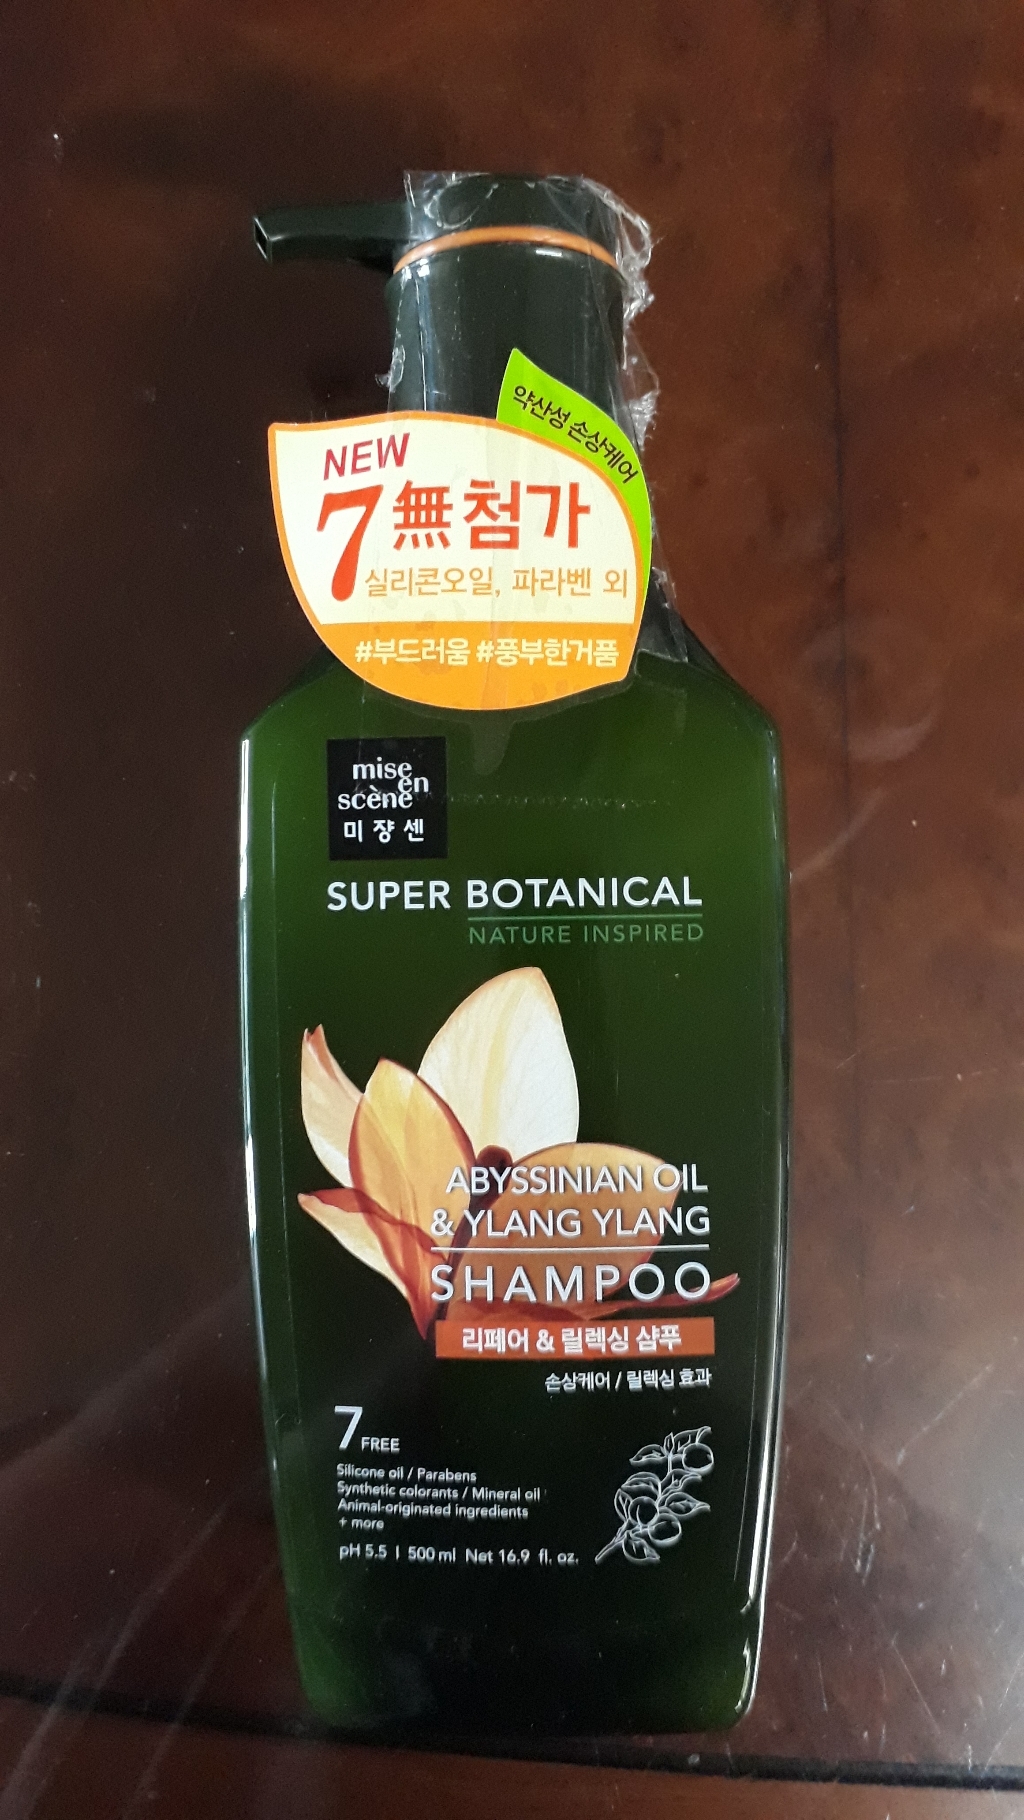 약산성 손상케어
NEW
7無첨가
실리콘오일, 파라벤 외
#부드러움 #풍부한거품
mise
en
scène
미쟝센
SUPER BOTANICAL
NATURE INSPIRED
ABYSSINIAN OIL
& YLANG YLANG
SHAMPOO
리페어 & 릴렉싱 샴푸
손상케어 / 릴렉싱 효과
7 FREE
Silicone oil / Parabens
Synthetic colorants / Mineral oil
Animal-originated ingredients
+ more
pH 5.5 | 500 ml Net 16.9 fl. oz.